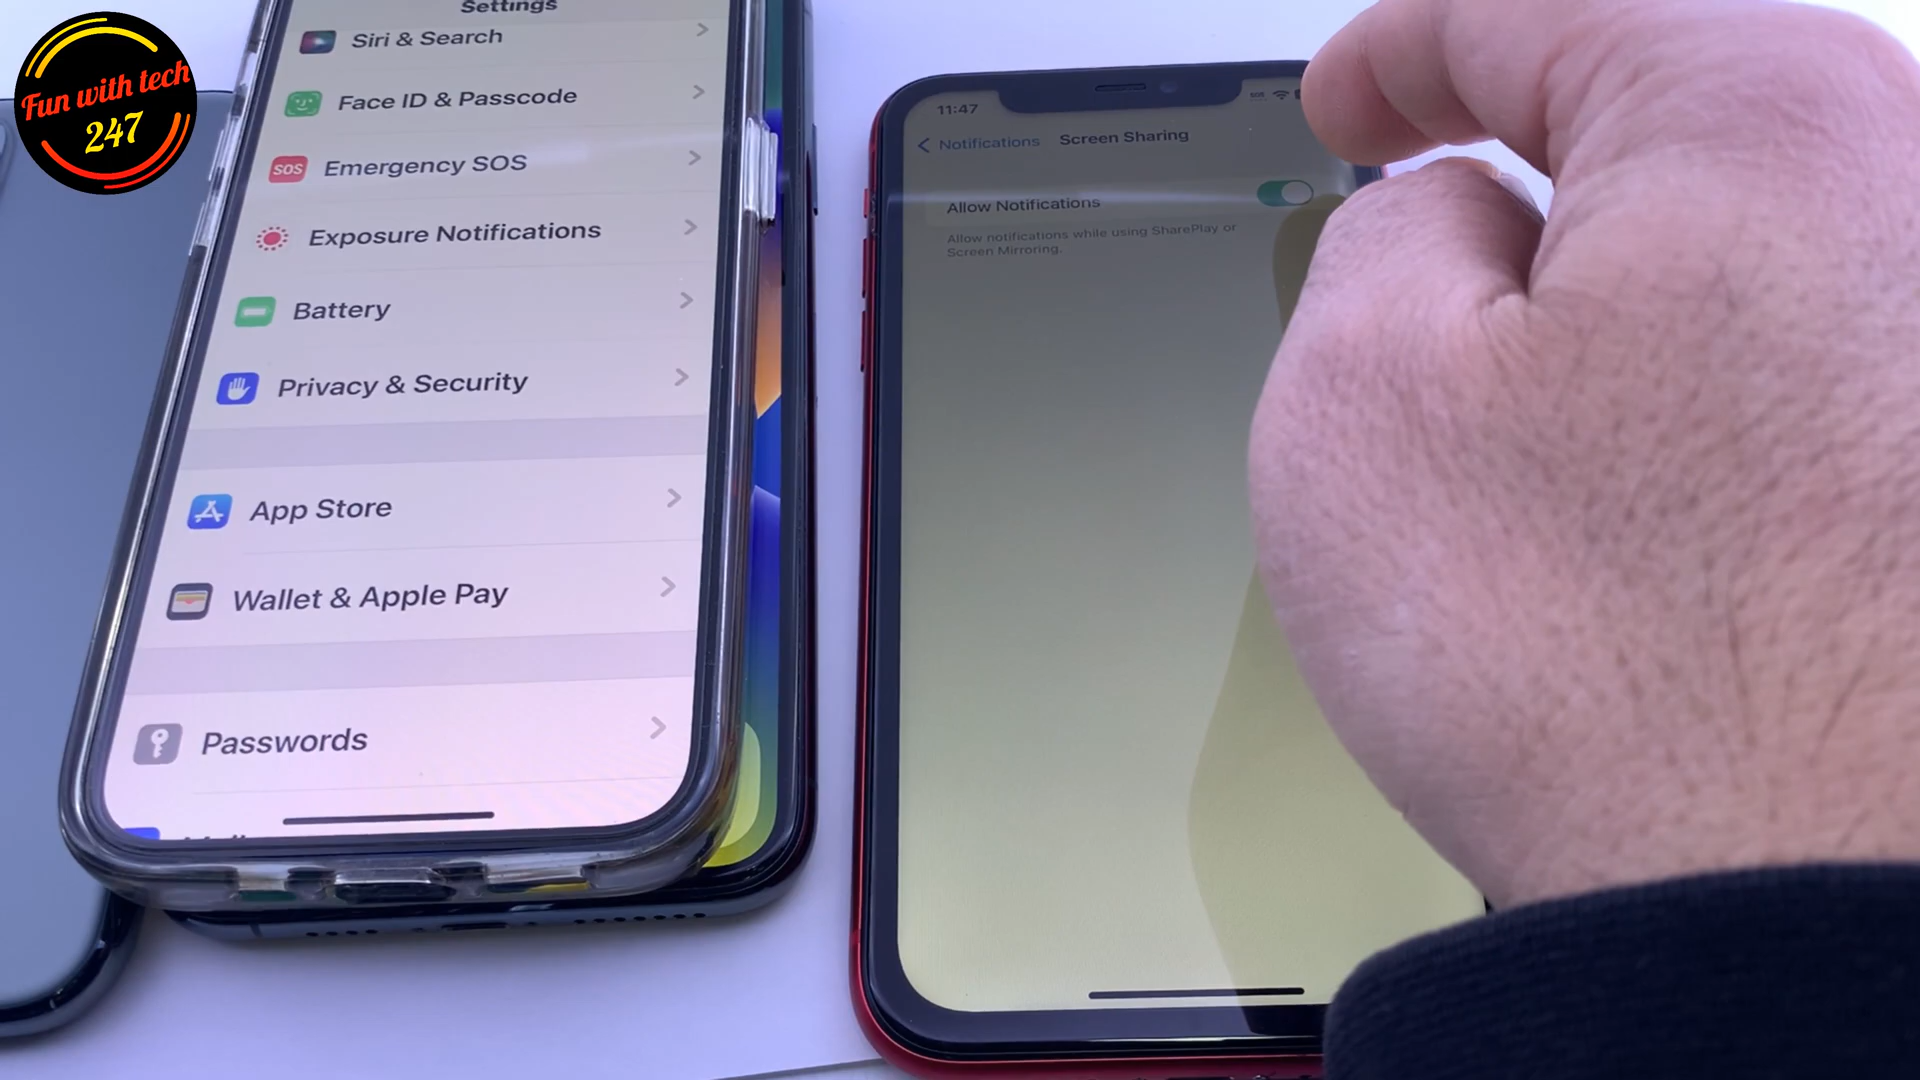 Fun with tech
247
Settings
Siri & Search
Face ID & Passcode
SOS
Emergency SOS
Exposure Notifications
Battery
Privacy & Security
App Store
Wallet & Apple Pay
Passwords
11:47
SOS
Notifications
Screen Sharing
Allow Notifications
Allow notifications while using SharePlay or
Screen Mirroring.